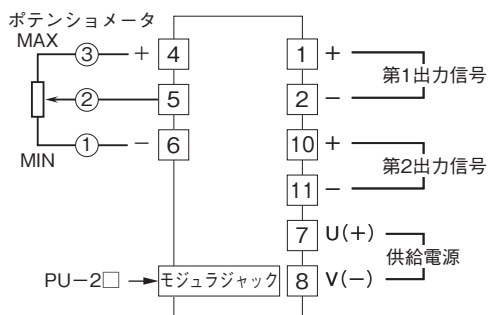 ポテンショメータ
MAX
③ + 4
② 5
① − 6
MIN
1 +
第1出力信号
2 −
10 +
第2出力信号
11 −
7 U(+)
供給電源
8 V(−)
PU−2□ モジュラジャック